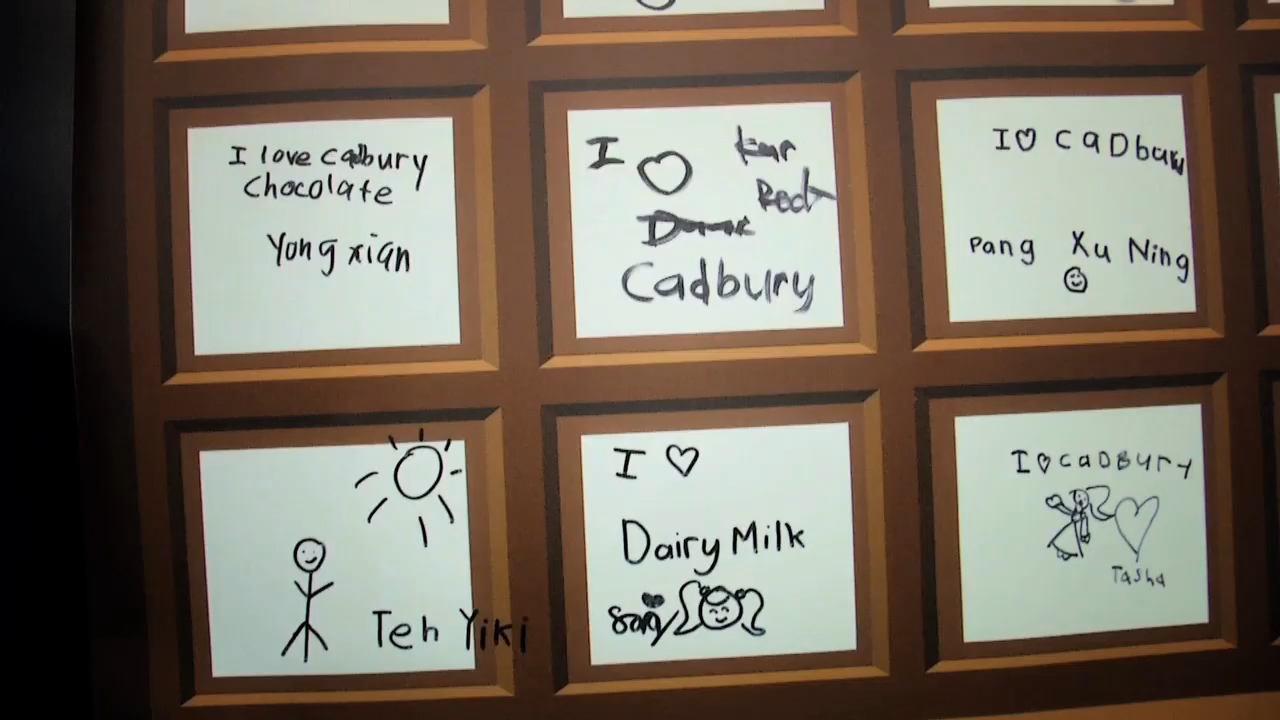 I love Cadbury
Chocolate
Yong xian
I ♡
Cadbury
I ♡ CaDbury
Pang Xu Ning
Teh Yiki
I ♡
Dairy Milk
I ♡ CaDBUry
Tasha